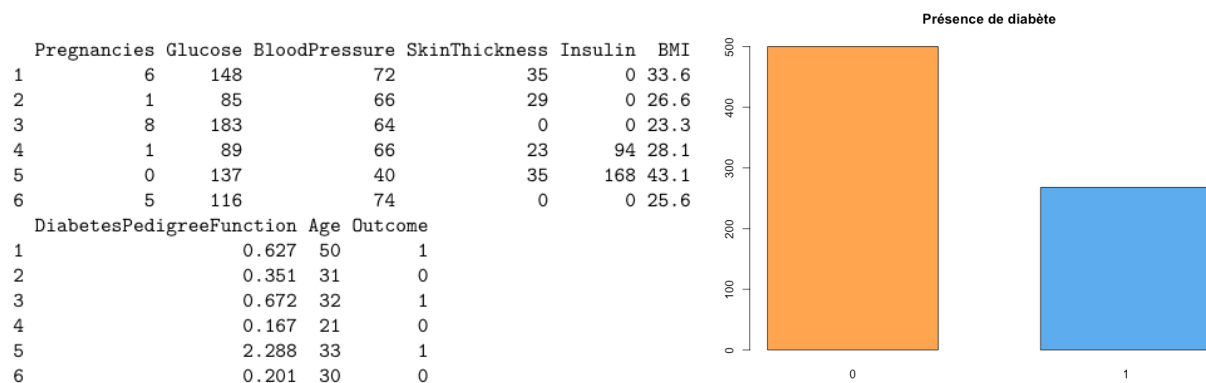 Pregnancies Glucose BloodPressure SkinThickness Insulin BMI
1 6 148 72 35 0 33.6
2 1 85 66 29 0 26.6
3 8 183 64 0 0 23.3
4 1 89 66 23 94 28.1
5 0 137 40 35 168 43.1
6 5 116 74 0 0 25.6
DiabetesPedigreeFunction Age Outcome
1 0.627 50 1
2 0.351 31 0
3 0.672 32 1
4 0.167 21 0
5 2.288 33 1
6 0.201 30 0
Présence de diabète
500
400
300
200
100
0
0 1